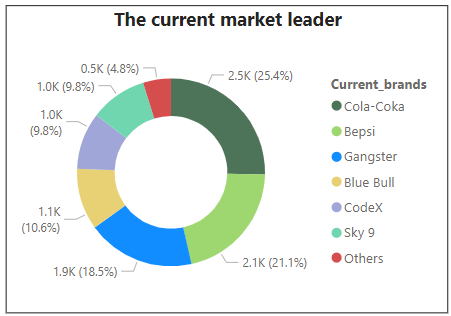 The current market leader
0.5K (4.8%)
2.5K (25.4%)
1.0K (9.8%)
1.0K
(9.8%)
1.1K
(10.6%)
1.9K (18.5%)
2.1K (21.1%)
Current_brands
Cola-Coka
Bepsi
Gangster
Blue Bull
CodeX
Sky 9
Others